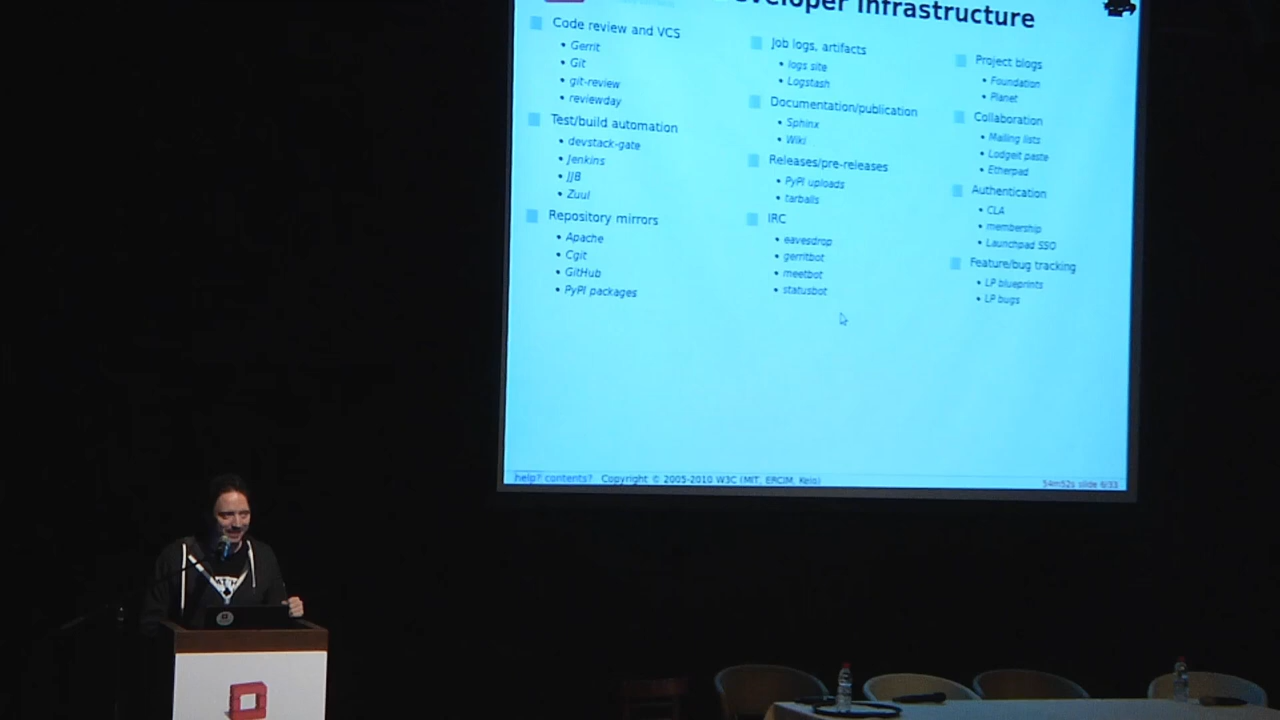 Developer Infrastructure
Code review and VCS
• Gerrit
• Git
• git-review
• reviewday
Test/build automation
• devstack-gate
• Jenkins
• JJB
• Zuul
Repository mirrors
• Apache
• Cgit
• GitHub
• PyPI packages
Job logs, artifacts
• logs site
• Logstash
Documentation/publication
• Sphinx
• Wiki
Releases/pre-releases
• PyPI uploads
• tarballs
IRC
• eavesdrop
• gerritbot
• meetbot
• statusbot
Project blogs
• Foundation
• Planet
Collaboration
• Mailing lists
• Lodgeit paste
• Etherpad
Authentication
• CLA
• membership
• Launchpad SSO
Feature/bug tracking
• LP blueprints
• LP bugs
help? contents? Copyright © 2005-2010 W3C (MIT, ERCIM, Keio)
54m52s slide 6/33